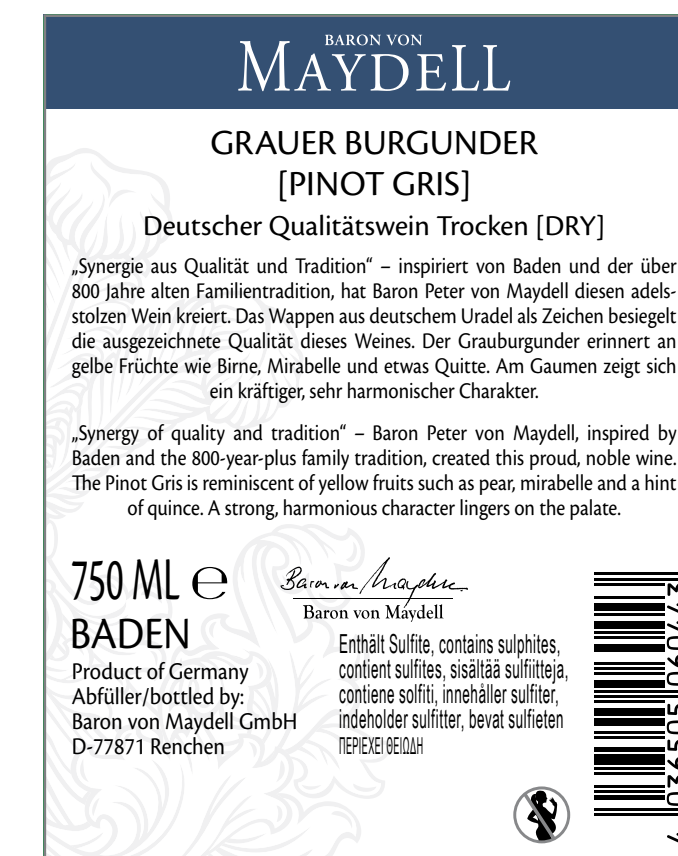 BARON VON
MAYDELL
GRAUER BURGUNDER
[PINOT GRIS]
Deutscher Qualitätswein Trocken [DRY]
„Synergie aus Qualität und Tradition“ – inspiriert von Baden und der über
800 Jahre alten Familientradition, hat Baron Peter von Maydell diesen adels-
stolzen Wein kreiert. Das Wappen aus deutschem Uradel als Zeichen besiegelt
die ausgezeichnete Qualität dieses Weines. Der Grauburgunder erinnert an
gelbe Früchte wie Birne, Mirabelle und etwas Quitte. Am Gaumen zeigt sich
ein kräftiger, sehr harmonischer Charakter.
„Synergy of quality and tradition“ – Baron Peter von Maydell, inspired by
Baden and the 800-year-plus family tradition, created this proud, noble wine.
The Pinot Gris is reminiscent of yellow fruits such as pear, mirabelle and a hint
of quince. A strong, harmonious character lingers on the palate.
750 ML ℮
BADEN
Product of Germany
Abfüller/bottled by:
Baron von Maydell GmbH
D-77871 Renchen
Baron von Maydell
Baron von Maydell
Enthält Sulfite, contains sulphites,
contient sulfites, sisältää sulfiitteja,
contiene solfiti, innehåller sulfiter,
indeholder sulfitter, bevat sulfieten
ΠΕΡΙΕΧΕΙ ΘΕΙΩΔΗ